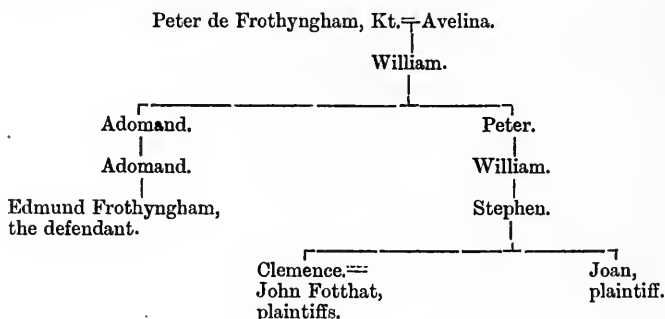 Peter de Frothyngham, Kt.=Avelina.
William.
Adomand. Peter.
Adomand. William.
Edmund Frothyngham, Stephen.
the defendant.
Clemence.= Joan,
John Fotthat, plaintiff.
plaintiffs.